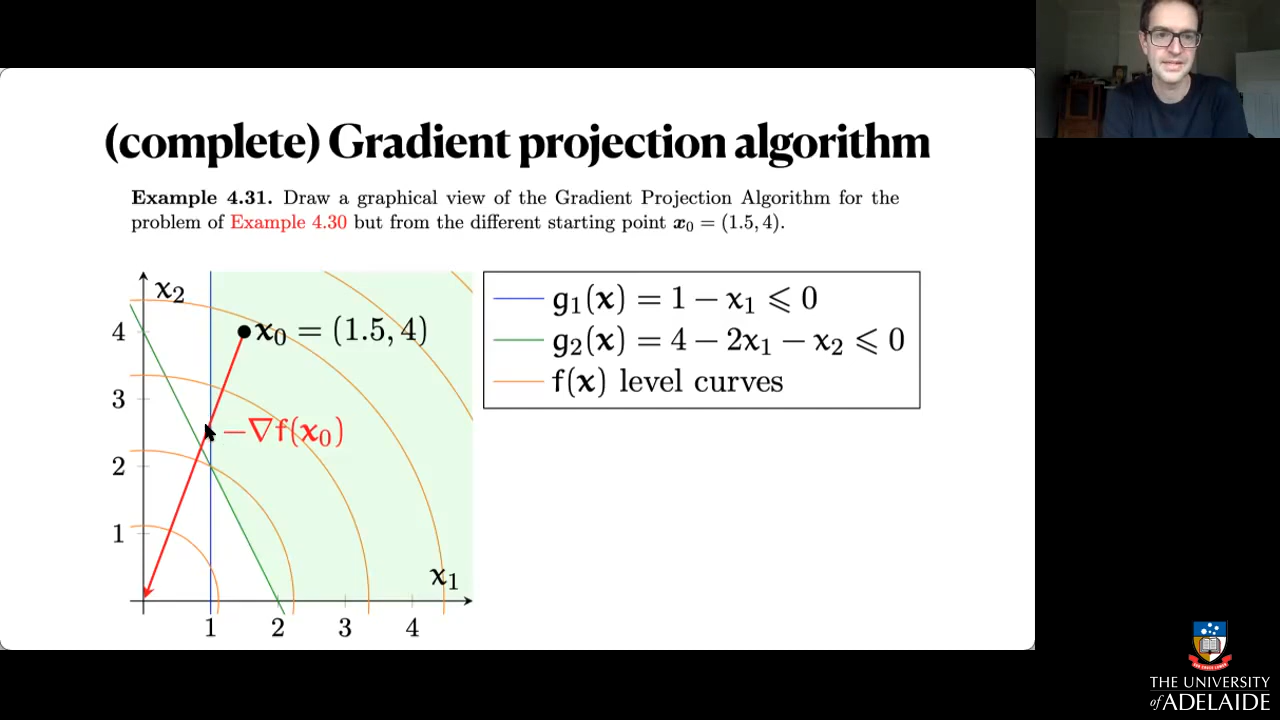 (complete) Gradient projection algorithm
Example 4.31. Draw a graphical view of the Gradient Projection Algorithm for the
problem of Example 4.30 but from the different starting point x₀ = (1.5, 4).
x₂
4
3
2
1
x₀ = (1.5, 4)
−∇f(x₀)
x₁
1 2 3 4
g₁(x) = 1 − x₁ ⩽ 0
g₂(x) = 4 − 2x₁ − x₂ ⩽ 0
f(x) level curves
THE UNIVERSITY
of ADELAIDE